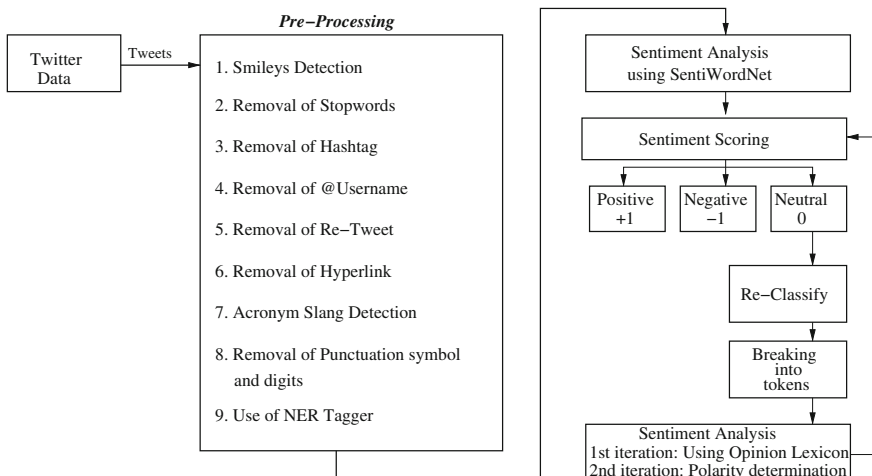 Pre-Processing
Twitter
Data
Tweets
1. Smileys Detection
2. Removal of Stopwords
3. Removal of Hashtag
4. Removal of @Username
5. Removal of Re-Tweet
6. Removal of Hyperlink
7. Acronym Slang Detection
8. Removal of Punctuation symbol
and digits
9. Use of NER Tagger
Sentiment Analysis
using SentiWordNet
Sentiment Scoring
Positive
+1
Negative
-1
Neutral
0
Re-Classify
Breaking
into
tokens
Sentiment Analysis
1st iteration: Using Opinion Lexicon
2nd iteration: Polarity determination